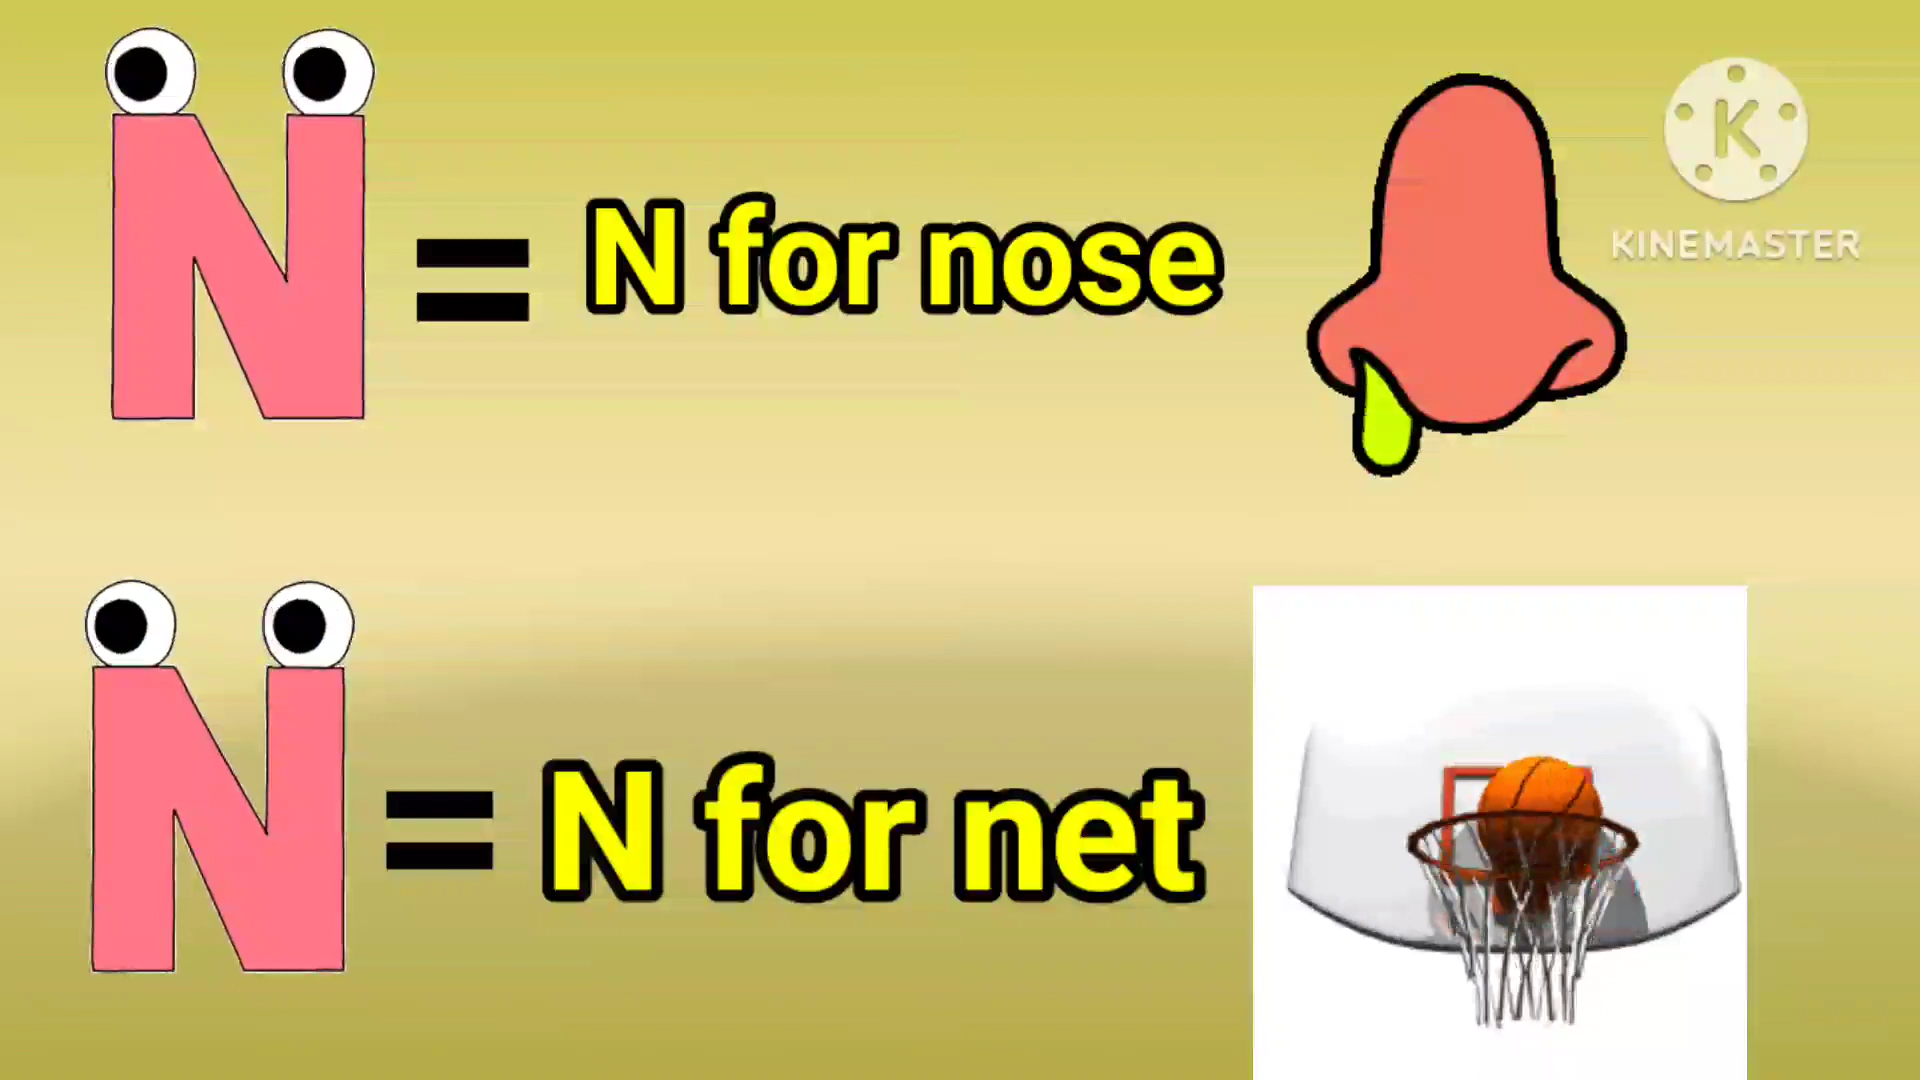 N = N for nose
K
KINEMASTER
N = N for net